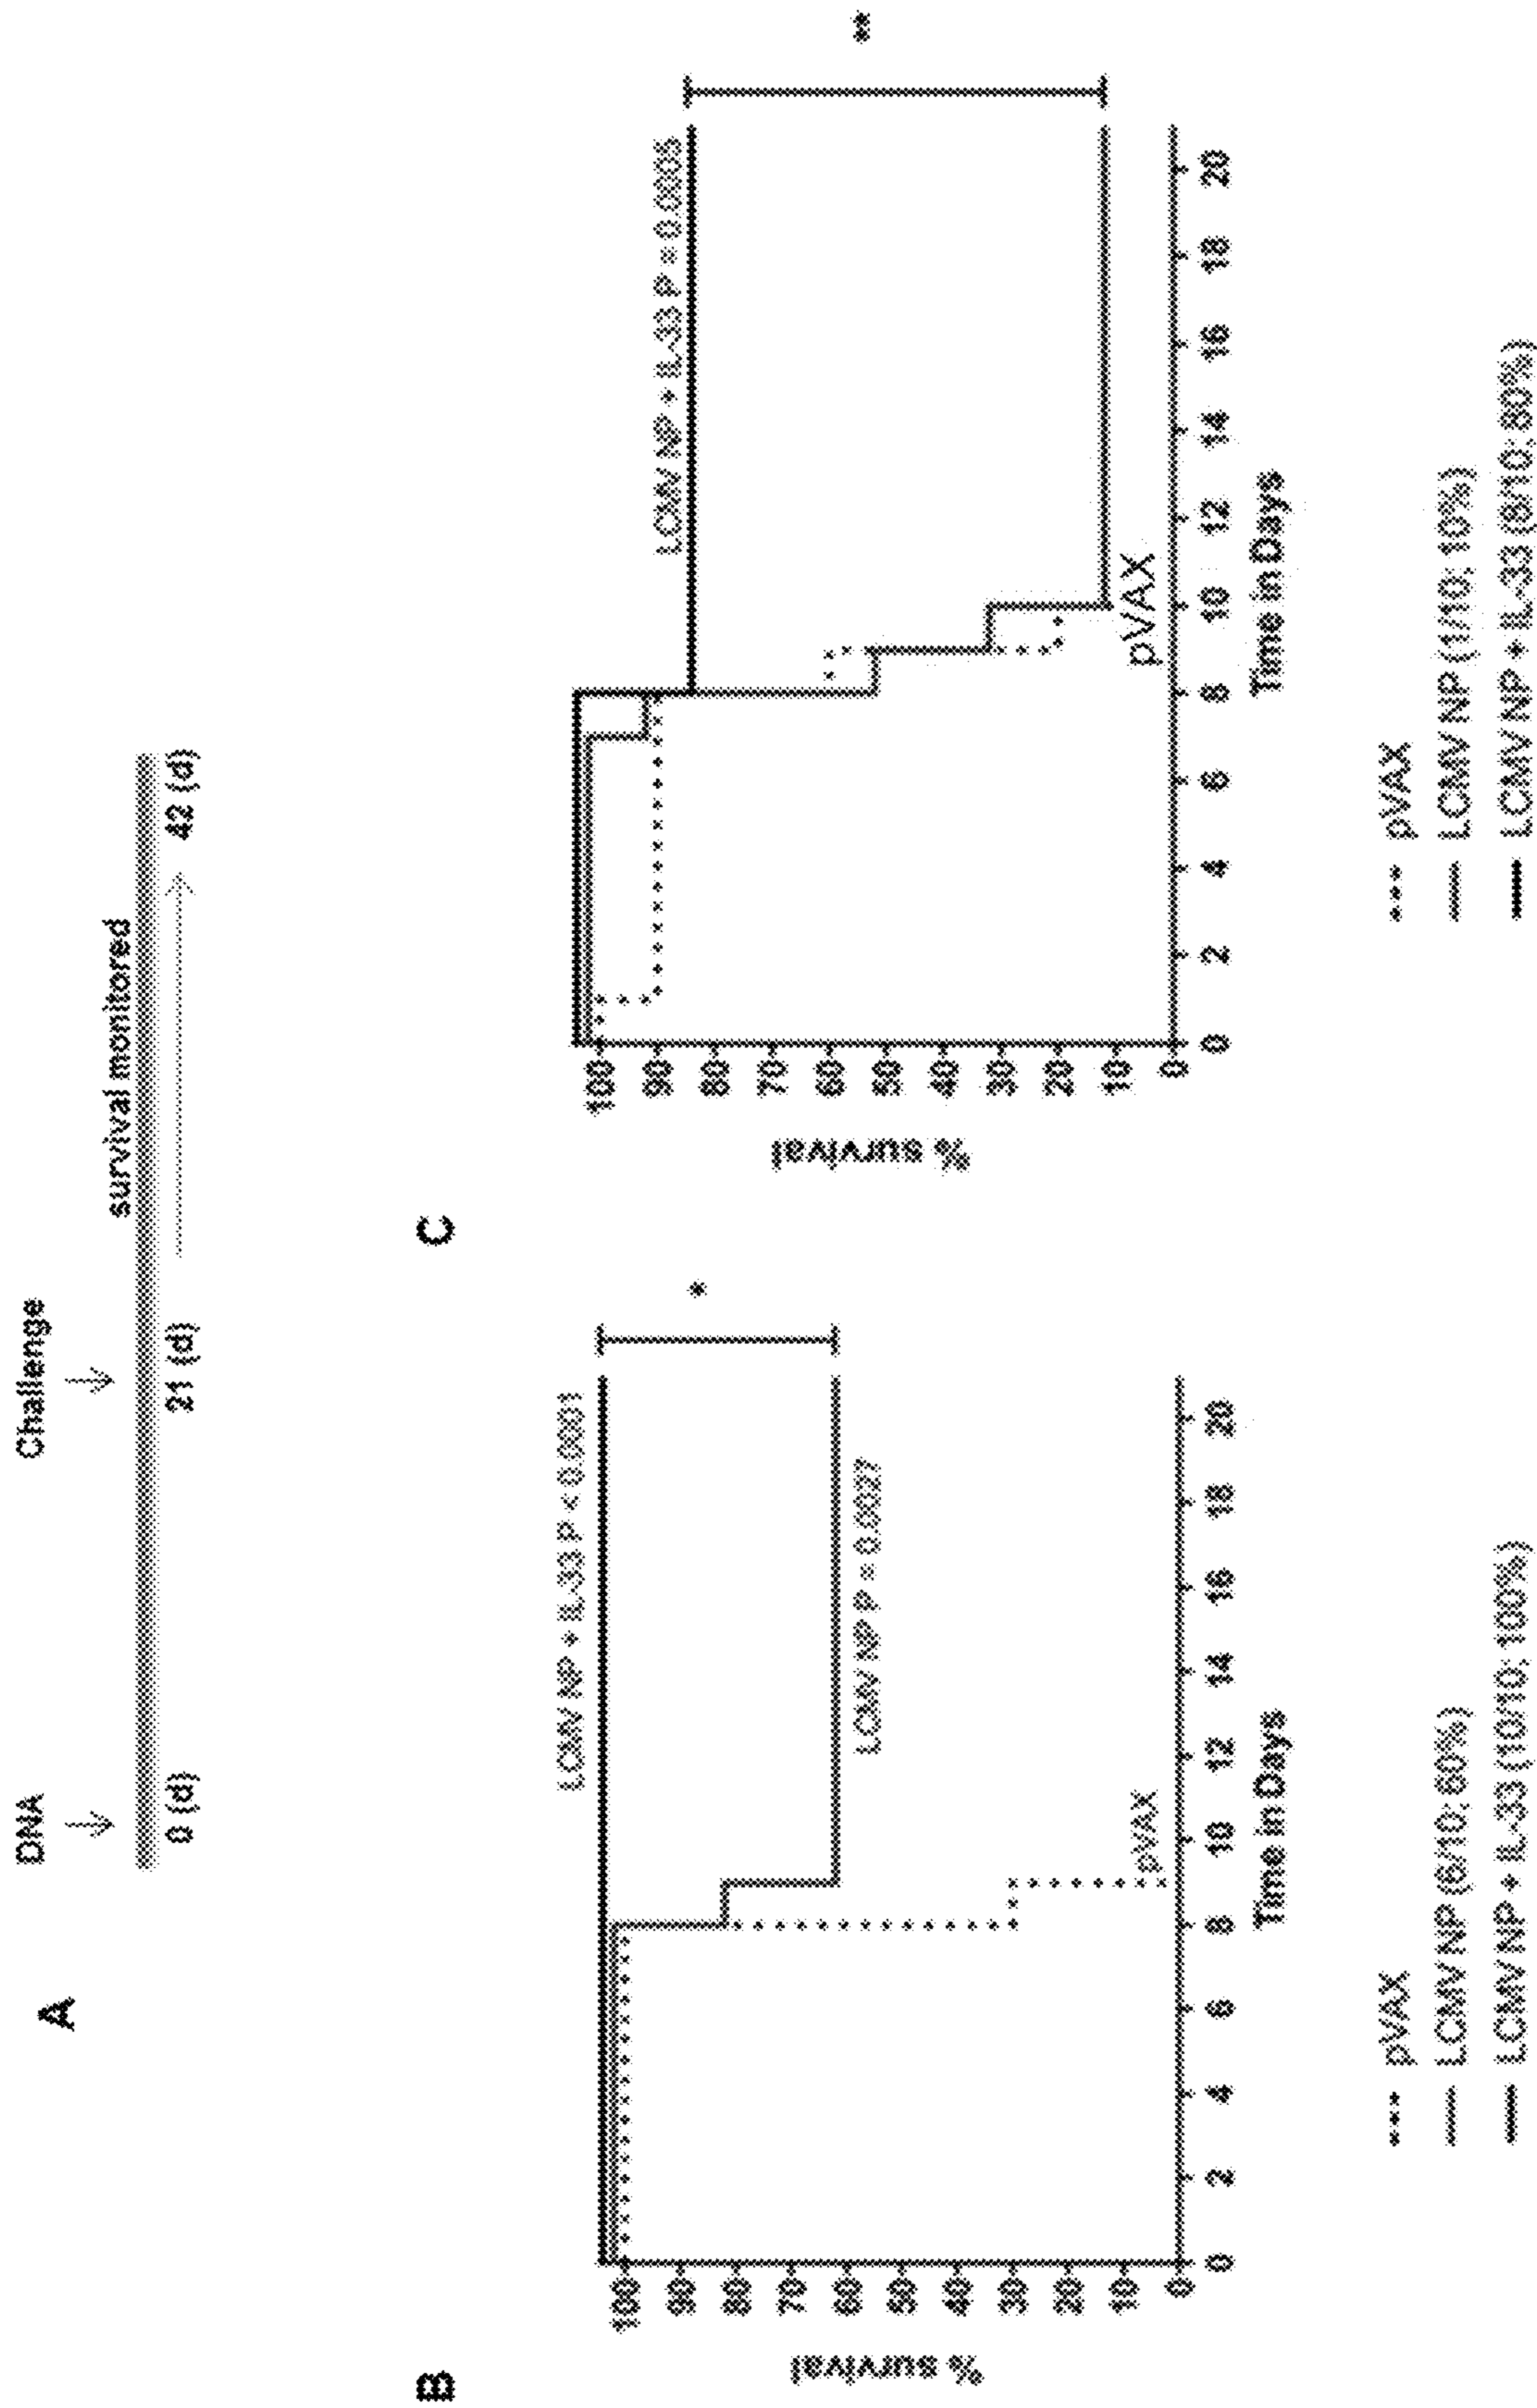 A
DNA
Challenge
survival monitored
0 (d)
21 (d)
42 (d)
B
% survival
100
90
80
70
60
50
40
30
20
10
0
LCMV NP + IL-33 P < 0.0001
LCMV NP P = 0.0027
pVAX
*
0 2 4 6 8 10 12 14 16 18 20
Time in Days
pVAX
LCMV NP (6/10; 60%)
LCMV NP + IL-33 (10/10; 100%)
C
% survival
100
90
80
70
60
50
40
30
20
10
0
LCMV NP + IL-33 P = 0.0005
pVAX
**
0 2 4 6 8 10 12 14 16 18 20
Time in Days
pVAX
LCMV NP (1/10; 10%)
LCMV NP + IL-33 (8/10; 80%)